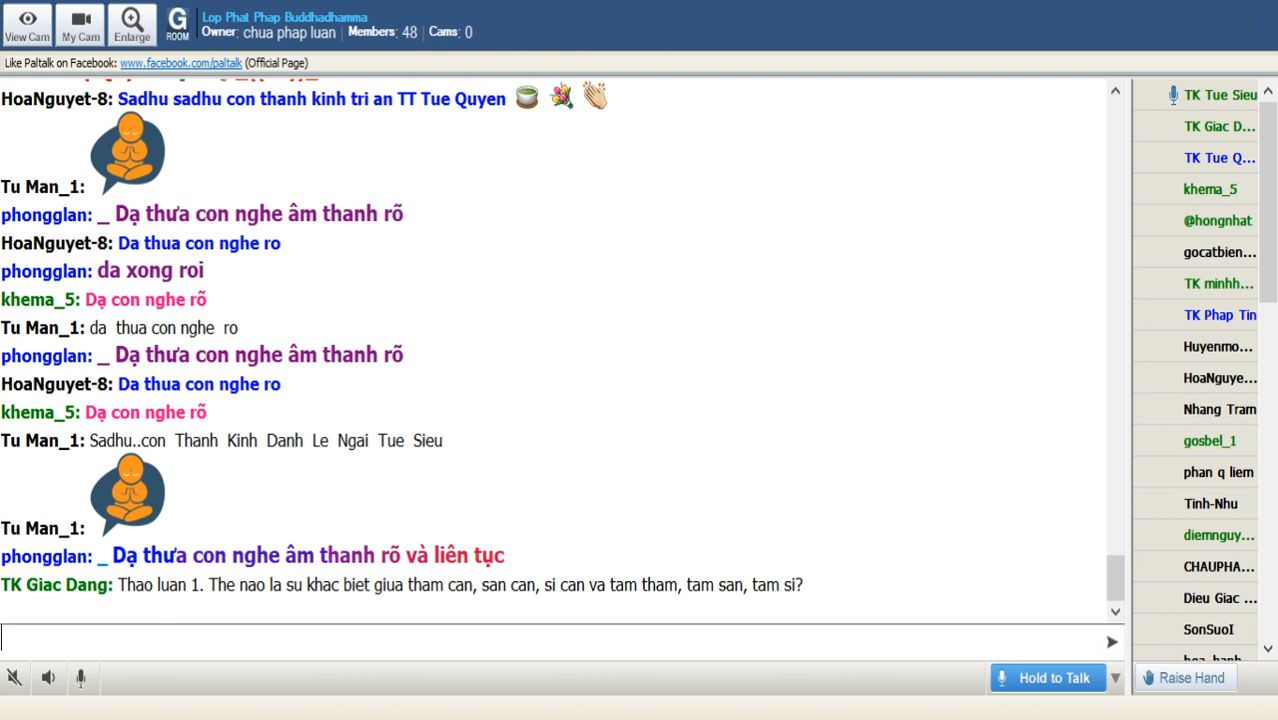 View Cam
My Cam
Enlarge
G
ROOM
Lop Phat Phap Buddhadhamma
Owner: chua phap luan | Members: 48 | Cams: 0
Like Paltalk on Facebook: www.facebook.com/paltalk (Official Page)
HoaNguyet-8: Sadhu sadhu con thanh kinh tri an TT Tue Quyen
Tu Man_1:
phongglan: _ Dạ thưa con nghe âm thanh rõ
HoaNguyet-8: Da thua con nghe ro
phongglan: da xong roi
khema_5: Dạ con nghe rõ
Tu Man_1: da thua con nghe ro
phongglan: _ Dạ thưa con nghe âm thanh rõ
HoaNguyet-8: Da thua con nghe ro
khema_5: Dạ con nghe rõ
Tu Man_1: Sadhu..con Thanh Kinh Danh Le Ngai Tue Sieu
Tu Man_1:
phongglan: _ Dạ thưa con nghe âm thanh rõ và liên tục
TK Giac Dang: Thao luan 1. The nao la su khac biet giua tham can, san can, si can va tam tham, tam san, tam si?
TK Tue Sieu
TK Giac D...
TK Tue Q...
khema_5
@hongnhat
gocatbien...
TK minhh...
TK Phap Tin
Huyenmo...
HoaNguye...
Nhang Tram
gosbel_1
phan q liem
Tinh-Nhu
diemnguy...
CHAUPHA...
Dieu Giac ...
SonSuoI
Hold to Talk
Raise Hand